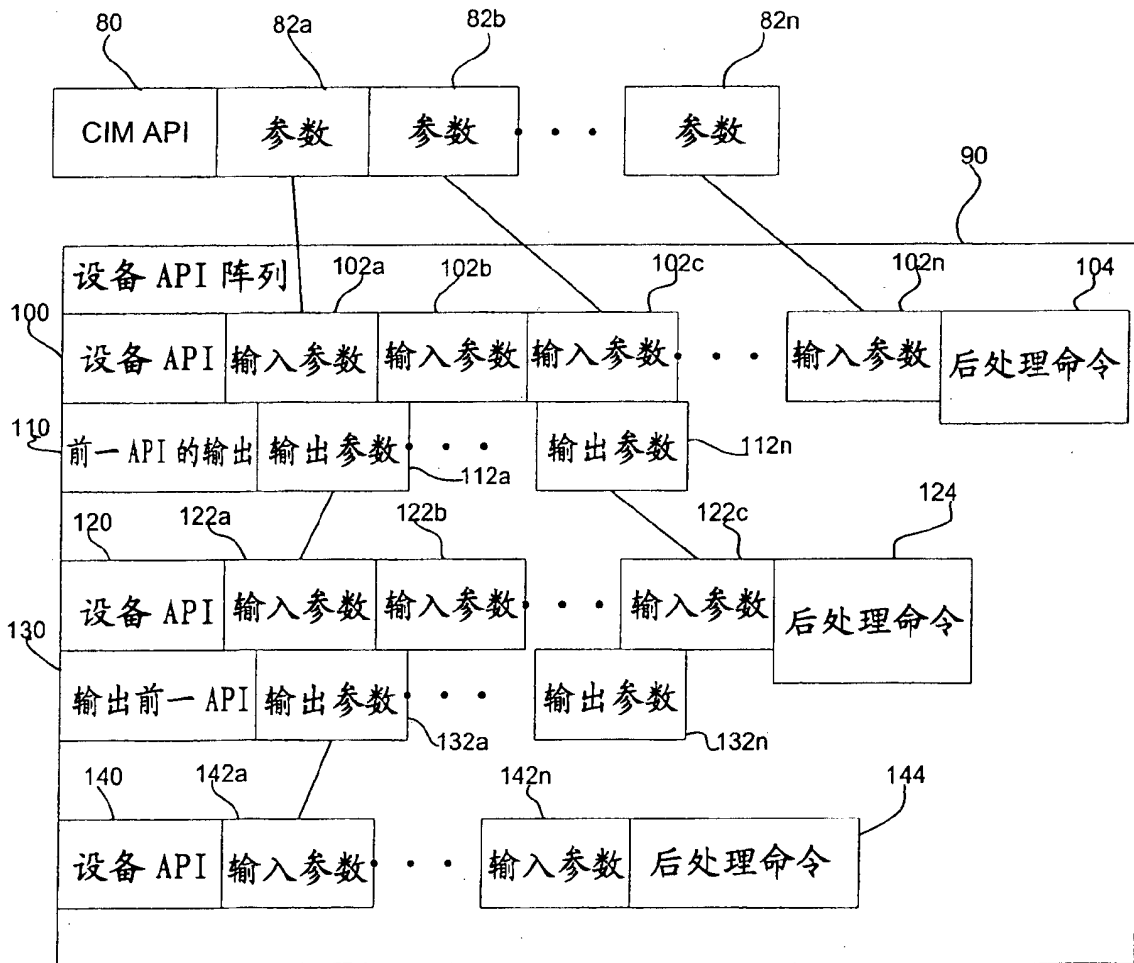 80 82a 82b 82n
CIM API 参数 参数 • • • 参数
90
设备 API 阵列 102a 102b 102c 102n 104
100
设备 API 输入参数 输入参数 输入参数 • • • 输入参数 后处理命令
110
前一 API 的输出 输出参数 • • • 输出参数
112a 112n
120 122a 122b 122c 124
设备 API 输入参数 输入参数 • • • 输入参数 后处理命令
130
输出前一 API 输出参数 • • • 输出参数
132a 132n
140 142a 142n 144
设备 API 输入参数 • • • 输入参数 后处理命令